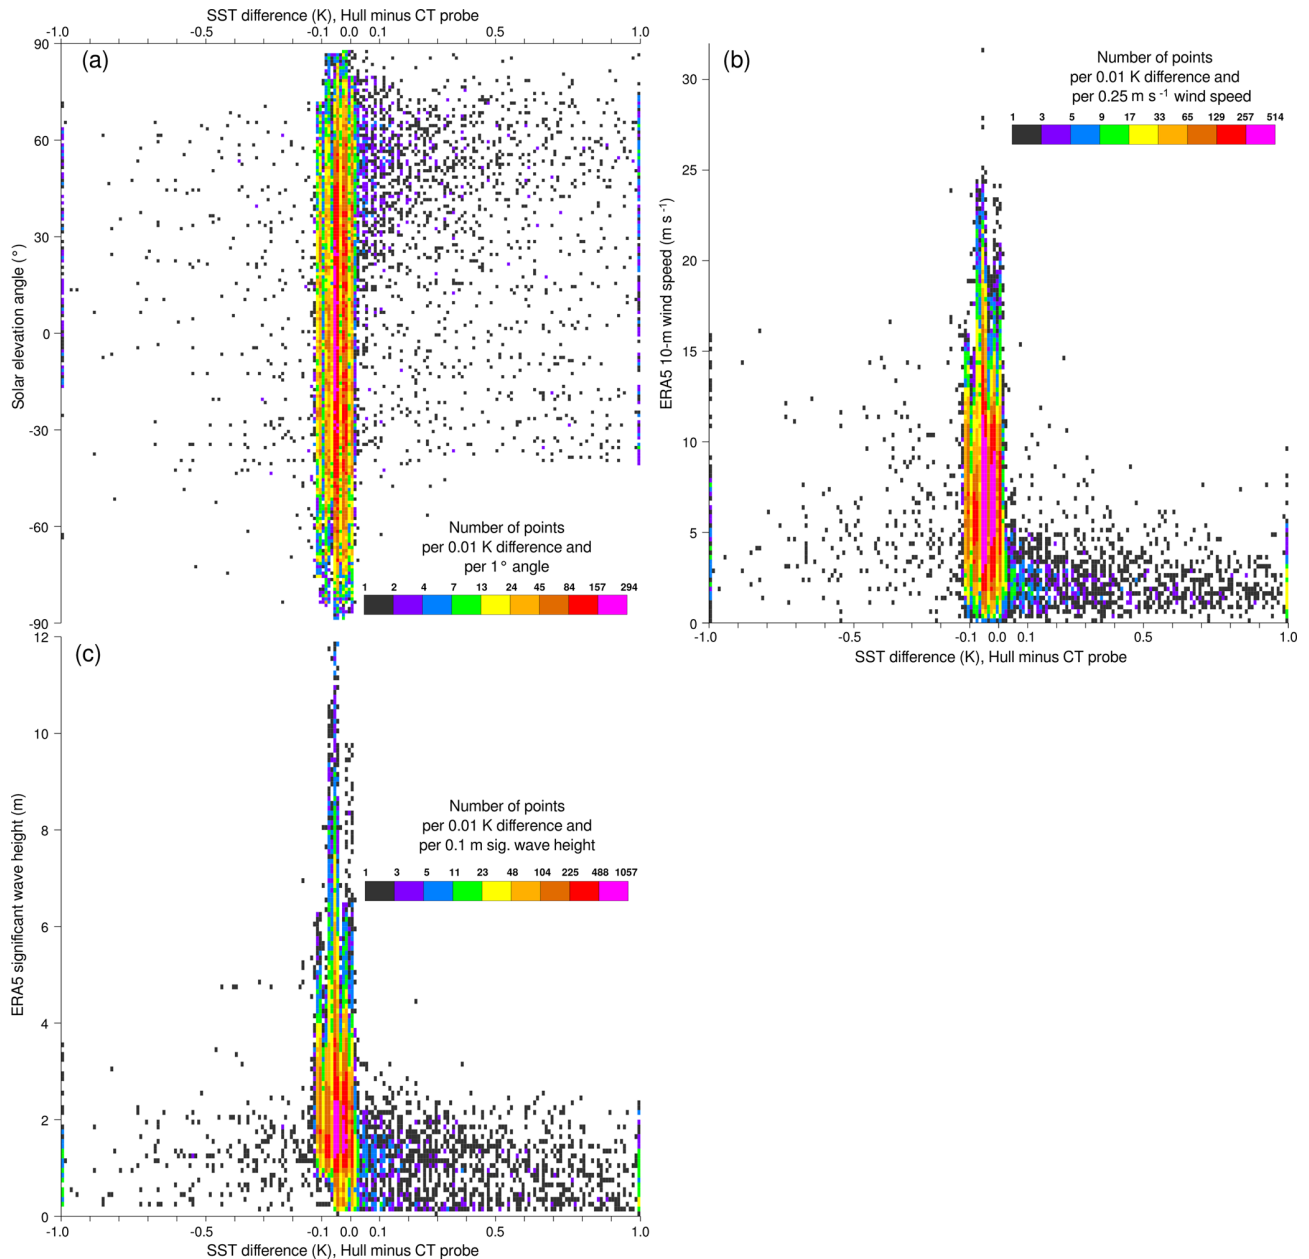 SST difference (K), Hull minus CT probe
-1.0 -0.5 -0.1 0.0 0.1 0.5 1.0
(a)
90
60
30
0
-30
-60
-90
Solar elevation angle (°)
Number of points
per 0.01 K difference and
per 1° angle
1 2 4 7 13 24 45 84 157 294
(b)
30
25
20
15
10
5
0
ERA5 10-m wind speed (m s⁻¹)
Number of points
per 0.01 K difference and
per 0.25 m s⁻¹ wind speed
1 3 5 9 17 33 65 129 257 514
-1.0 -0.5 -0.1 0.0 0.1 0.5 1.0
SST difference (K), Hull minus CT probe
(c)
12
10
8
6
4
2
0
ERA5 significant wave height (m)
Number of points
per 0.01 K difference and
per 0.1 m sig. wave height
1 3 5 11 23 48 104 225 488 1057
-1.0 -0.5 -0.1 0.0 0.1 0.5 1.0
SST difference (K), Hull minus CT probe